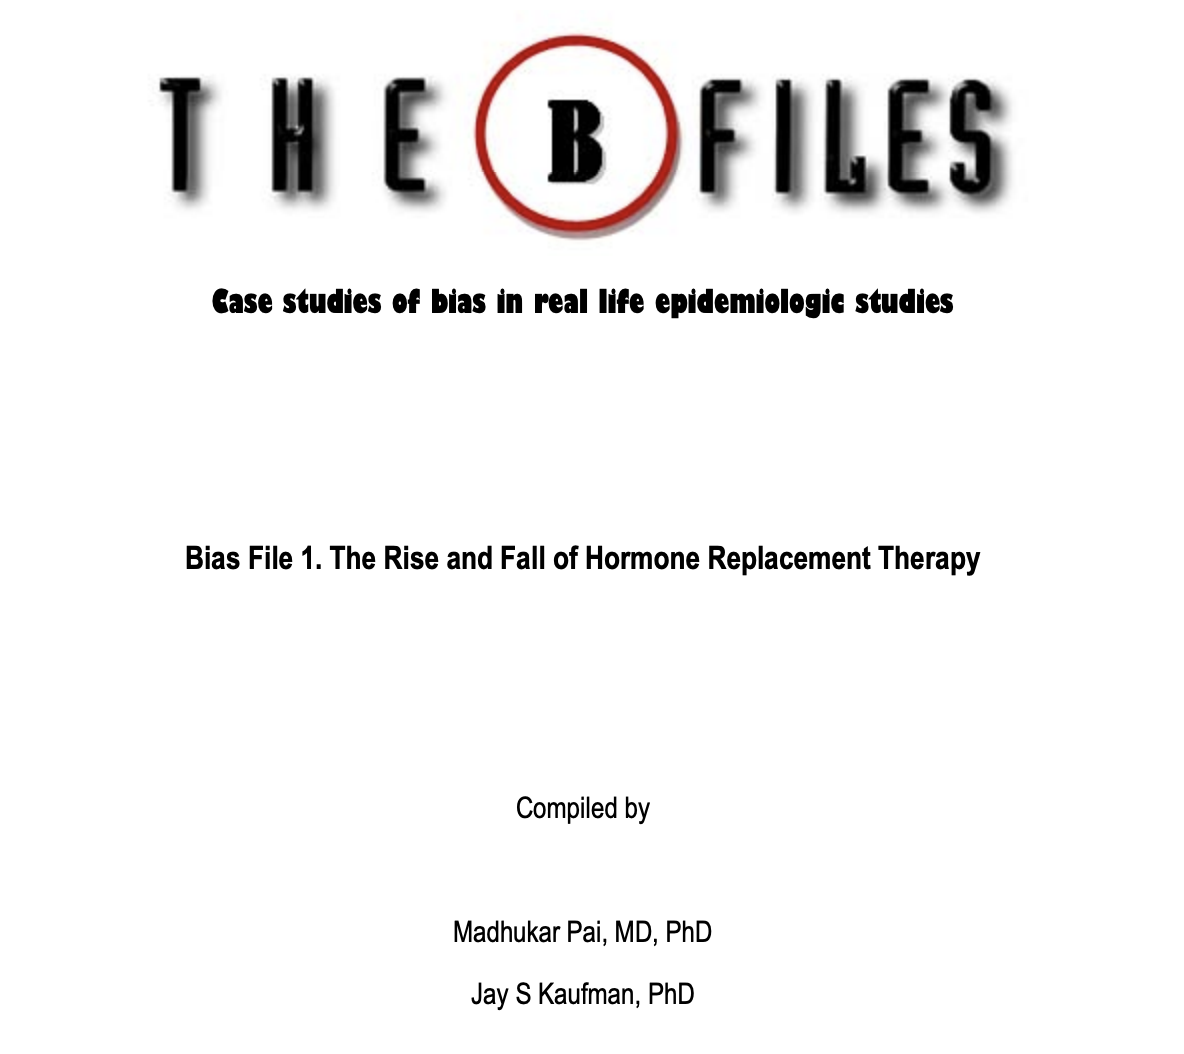 THE B FILES
Case studies of bias in real life epidemiologic studies
Bias File 1. The Rise and Fall of Hormone Replacement Therapy
Compiled by
Madhukar Pai, MD, PhD
Jay S Kaufman, PhD